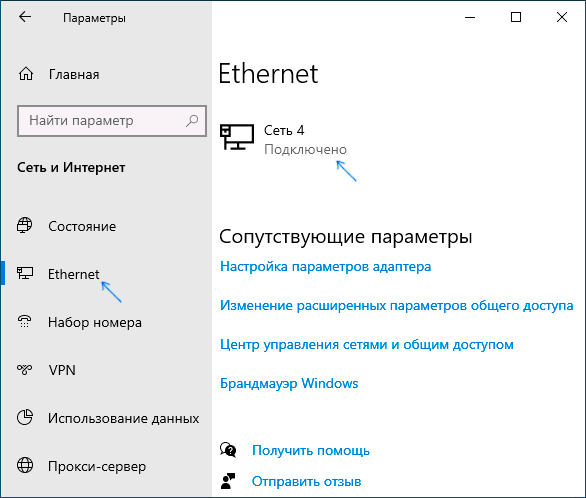 Параметры
Главная
Найти параметр
Сеть и Интернет
Состояние
Ethernet
Набор номера
VPN
Использование данных
Прокси-сервер
Ethernet
Сеть 4
Подключено
Сопутствующие параметры
Настройка параметров адаптера
Изменение расширенных параметров общего доступа
Центр управления сетями и общим доступом
Брандмауэр Windows
Получить помощь
Отправить отзыв